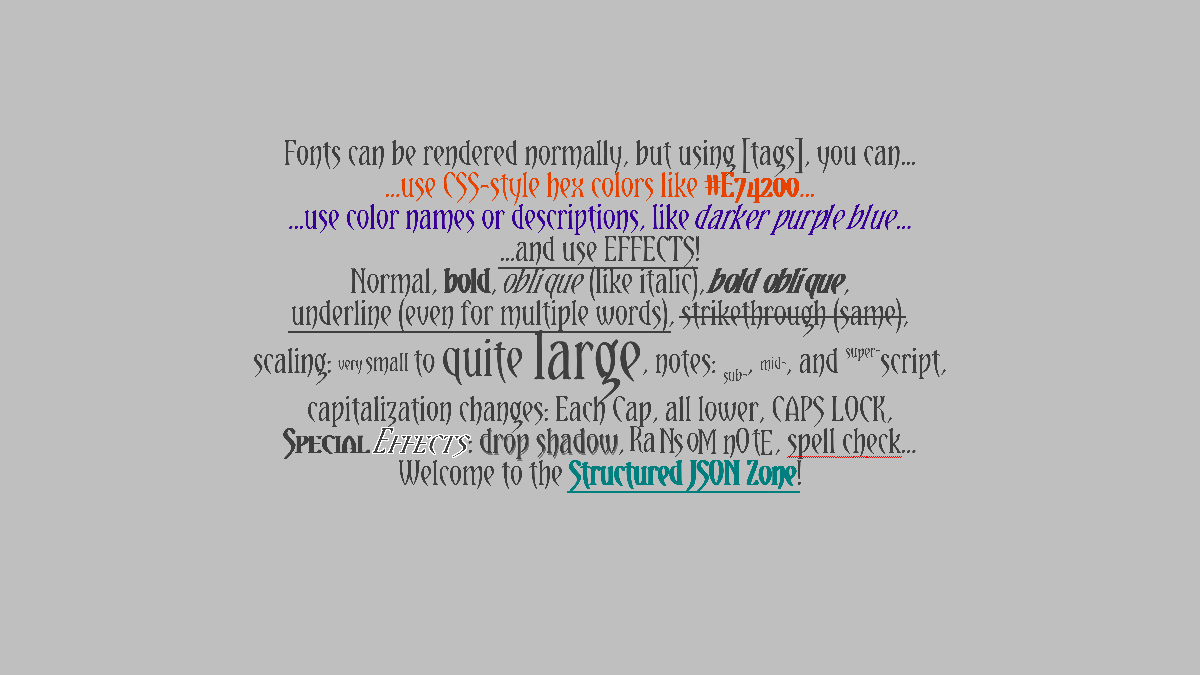 Fonts can be rendered normally, but using [tags], you can...
...use CSS-style hex colors like #E74200...
...use color names or descriptions, like darker purple blue...
...and use EFFECTS!
Normal, bold, oblique (like italic), bold oblique,
underline (even for multiple words), strikethrough (same),
scaling: very small to quite large, notes: sub-, mid-, and super-script,
capitalization changes: Each Cap, all lower, CAPS LOCK,
Special Effects: drop shadow, RaNsoM nOtE, spell check...
Welcome to the Structured JSON Zone!